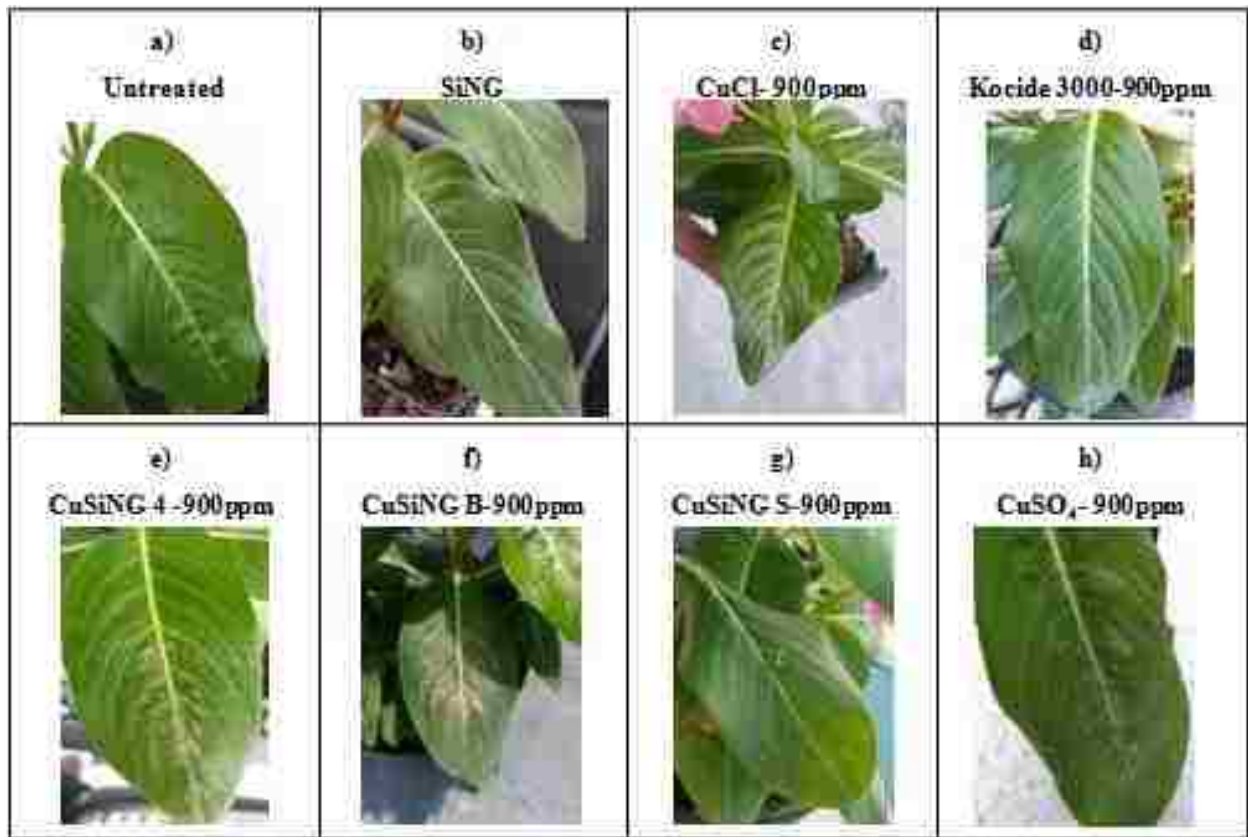 a)
Untreated
b)
SiNG
c)
CuCl- 900ppm
d)
Kocide 3000-900ppm
e)
CuSiNG 4 -900ppm
f)
CuSiNG B-900ppm
g)
CuSiNG S-900ppm
h)
CuSO₄- 900ppm